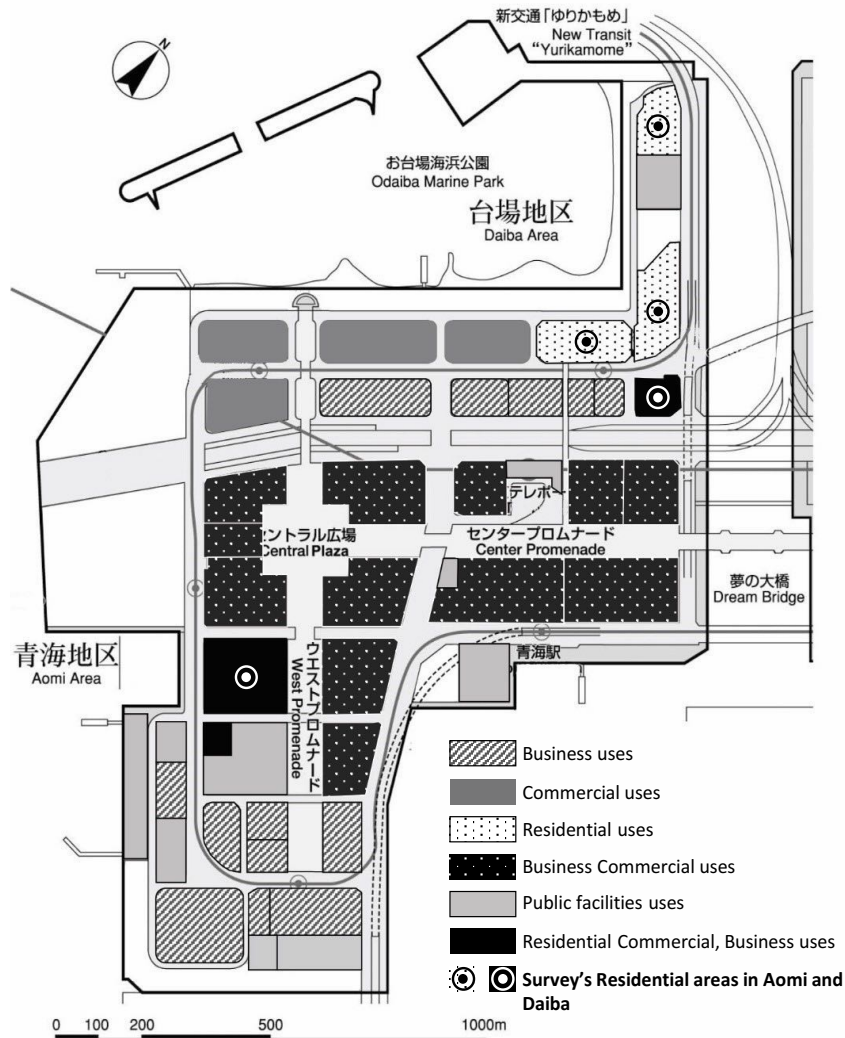 新交通「ゆりかもめ」
New Transit
“Yurikamome”
N
お台場海浜公園
Odaiba Marine Park
台場地区
Daiba Area
テレポー
ントラル広場
Central Plaza
センタープロムナード
Center Promenade
夢の大橋
Dream Bridge
青海地区
Aomi Area
ウエストプロムナード
West Promenade
青海駅
Business uses
Commercial uses
Residential uses
Business Commercial uses
Public facilities uses
Residential Commercial, Business uses
Survey’s Residential areas in Aomi and
Daiba
0 100 200 500 1000m